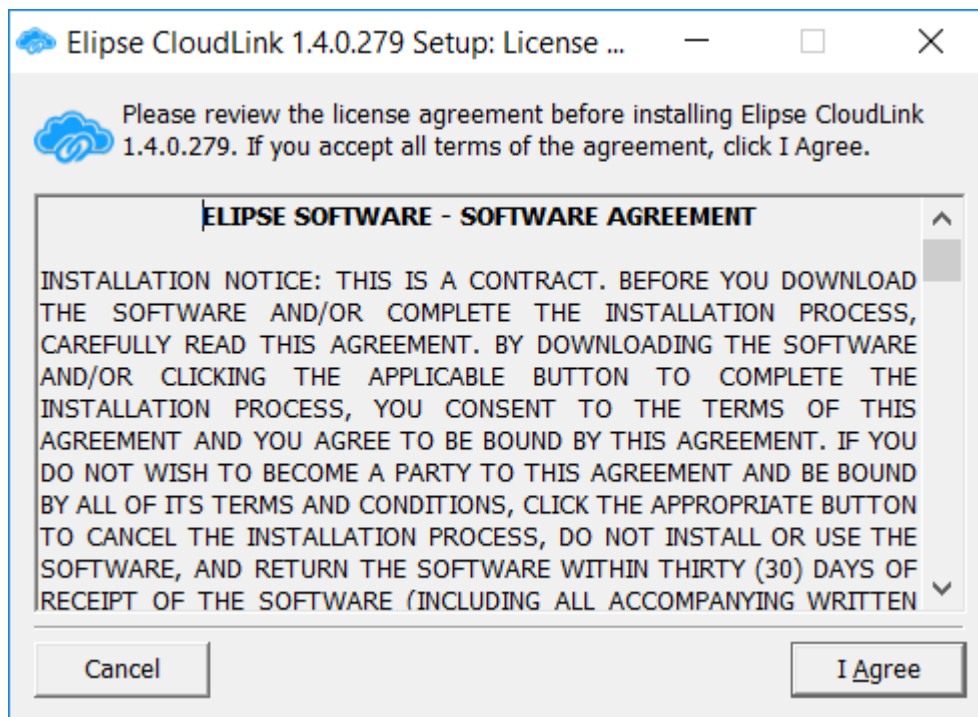 Elipse CloudLink 1.4.0.279 Setup: License ...
Please review the license agreement before installing Elipse CloudLink
1.4.0.279. If you accept all terms of the agreement, click I Agree.
ELIPSE SOFTWARE - SOFTWARE AGREEMENT
INSTALLATION NOTICE: THIS IS A CONTRACT. BEFORE YOU DOWNLOAD
THE SOFTWARE AND/OR COMPLETE THE INSTALLATION PROCESS,
CAREFULLY READ THIS AGREEMENT. BY DOWNLOADING THE SOFTWARE
AND/OR CLICKING THE APPLICABLE BUTTON TO COMPLETE THE
INSTALLATION PROCESS, YOU CONSENT TO THE TERMS OF THIS
AGREEMENT AND YOU AGREE TO BE BOUND BY THIS AGREEMENT. IF YOU
DO NOT WISH TO BECOME A PARTY TO THIS AGREEMENT AND BE BOUND
BY ALL OF ITS TERMS AND CONDITIONS, CLICK THE APPROPRIATE BUTTON
TO CANCEL THE INSTALLATION PROCESS, DO NOT INSTALL OR USE THE
SOFTWARE, AND RETURN THE SOFTWARE WITHIN THIRTY (30) DAYS OF
RECEIPT OF THE SOFTWARE (INCLUDING ALL ACCOMPANYING WRITTEN
Cancel
I Agree